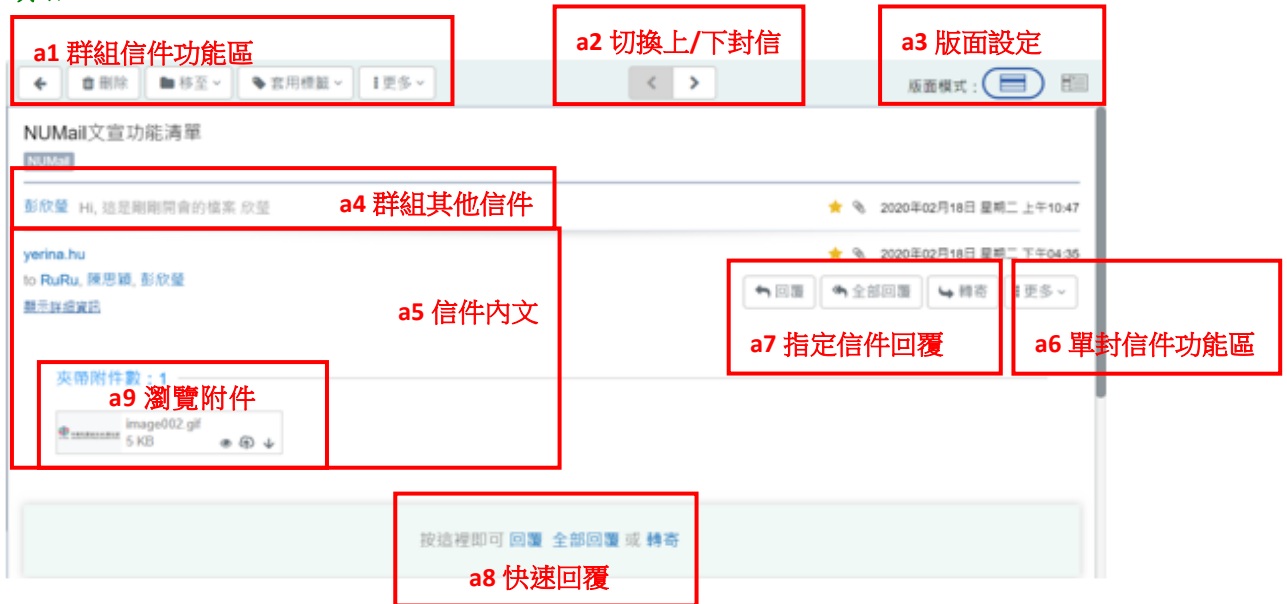 a1 群組信件功能區
a2 切換上/下封信
a3 版面設定
刪除 移至 套用標籤 更多
版面模式：
NUMail文宣功能清單
NUMail
彭欣瑩 Hi, 這是剛剛開會的檔案 欣瑩
a4 群組其他信件
2020年02月18日 星期二 上午10:47
yerina.hu
2020年02月18日 星期二 下午04:35
to RuRu, 陳思穎, 彭欣瑩
回覆 全部回覆 轉寄 更多
顯示詳細資訊
a5 信件內文
a7 指定信件回覆
a6 單封信件功能區
夾帶附件數：1
a9 瀏覽附件
image002.gif
5 KB
按這裡即可 回覆 全部回覆 或 轉寄
a8 快速回覆